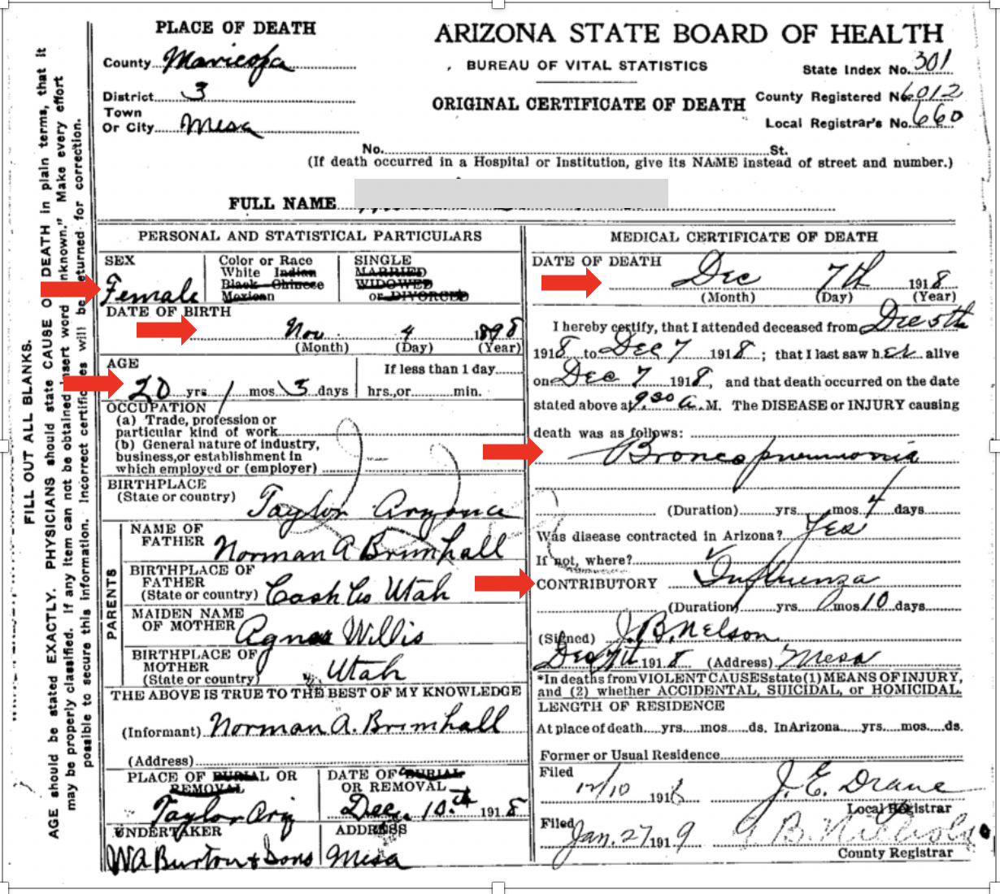 PLACE OF DEATH
County Maricopa
District 3
Town
Or City Mesa
ARIZONA STATE BOARD OF HEALTH
BUREAU OF VITAL STATISTICS
ORIGINAL CERTIFICATE OF DEATH
State Index No. 301
County Registered No. 6012
Local Registrar's No. 660
No. St.
(If death occurred in a Hospital or Institution, give its NAME instead of street and number.)
FULL NAME
FILL OUT ALL BLANKS.
AGE should be stated EXACTLY. PHYSICIANS should state CAUSE O DEATH in plain terms, that it
may be properly classified. If any item can not be obtained insert word nknown." Make every effort
possible to secure this information. Incorrect certific es will be eturned for correction.
PERSONAL AND STATISTICAL PARTICULARS
SEX
Female
Color or Race
White Indian
Black Chinese
Mexican
SINGLE
MARRIED
WIDOWED
or DIVORCED
DATE OF BIRTH
Nov 4 1898
(Month) (Day) (Year)
AGE
20 yrs 1 mos 3 days
If less than 1 day
hrs.,or min.
OCCUPATION
(a) Trade, profession or
particular kind of work
(b) General nature of industry,
business,or establishment in
which employed or (employer)
BIRTHPLACE
(State or country) Taylor Arizona
PARENTS
NAME OF
FATHER Norman A Brimhall
BIRTHPLACE OF
FATHER
(State or country) Cash Co Utah
MAIDEN NAME
OF MOTHER Agnes Willis
BIRTHPLACE OF
MOTHER
(State or country) Utah
THE ABOVE IS TRUE TO THE BEST OF MY KNOWLEDGE
(Informant) Norman A. Brimhall
(Address)
PLACE OF BURIAL OR
REMOVAL
Taylor Ariz
DATE OF BURIAL
OR REMOVAL
Dec. 10th 1918
UNDERTAKER
WA Burton & Sons
ADDRESS
Mesa
MEDICAL CERTIFICATE OF DEATH
DATE OF DEATH
Dec 7th 1918
(Month) (Day) (Year)
I hereby certify, that I attended deceased from Dec 5th
1918 to Dec 7 1918; that I last saw her alive
on Dec 7 1918, and that death occurred on the date
stated above at 9:30 a. M. The DISEASE or INJURY causing
death was as follows:
Broncopneumonia
(Duration) yrs mos 4 days
Was disease contracted in Arizona? Yes
If not, where?
CONTRIBUTORY Influenza
(Duration) yrs 0 mos 10 days
(Signed) J.B. Nelson
Dec 7th 1918 (Address) Mesa
*In deaths from VIOLENT CAUSES state (1) MEANS OF INJURY,
and (2) whether ACCIDENTAL, SUICIDAL, or HOMICIDAL.
LENGTH OF RESIDENCE
At place of death yrs mos ds. In Arizona yrs mos ds.
Former or Usual Residence
Filed
12/10 1918 J. E. Drane
Local Registrar
Filed
Jan. 27 1919
County Registrar